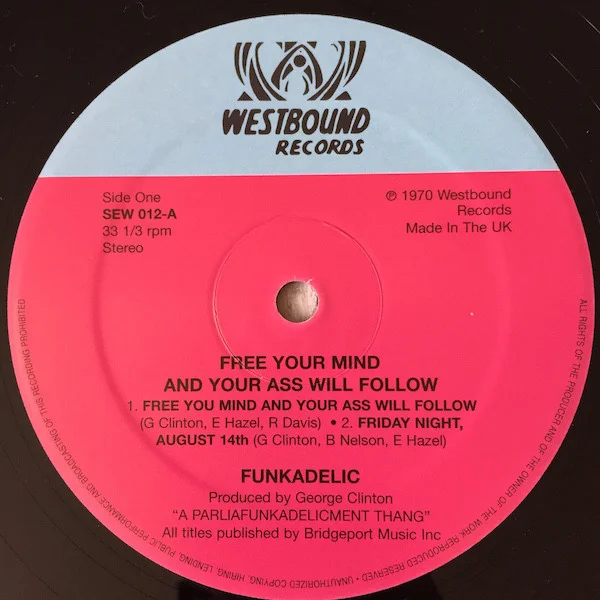 WESTBOUND
RECORDS
Side One
SEW 012-A
33 1/3 rpm
Stereo
℗ 1970 Westbound
Records
Made In The UK
FREE YOUR MIND
AND YOUR ASS WILL FOLLOW
1. FREE YOU MIND AND YOUR ASS WILL FOLLOW
(G Clinton, E Hazel, R Davis) • 2. FRIDAY NIGHT,
AUGUST 14th (G Clinton, B Nelson, E Hazel)
FUNKADELIC
Produced by George Clinton
"A PARLIAFUNKADELICMENT THANG"
All titles published by Bridgeport Music Inc
ALL RIGHTS OF THE PRODUCER AND OF THE OWNER OF THE WORK REPRODUCED RESERVED • UNAUTHORIZED COPYING, HIRING, LENDING, PUBLIC PERFORMANCE AND BROADCASTING OF THIS RECORDING PROHIBITED